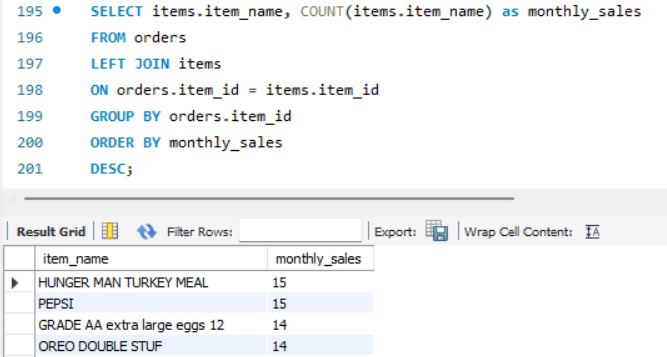 195 SELECT items.item_name, COUNT(items.item_name) as monthly_sales
196 FROM orders
197 LEFT JOIN items
198 ON orders.item_id = items.item_id
199 GROUP BY orders.item_id
200 ORDER BY monthly_sales
201 DESC;
Result Grid Filter Rows: Export: Wrap Cell Content: IA
item_name monthly_sales
HUNGER MAN TURKEY MEAL 15
PEPSI 15
GRADE AA extra large eggs 12 14
OREO DOUBLE STUF 14